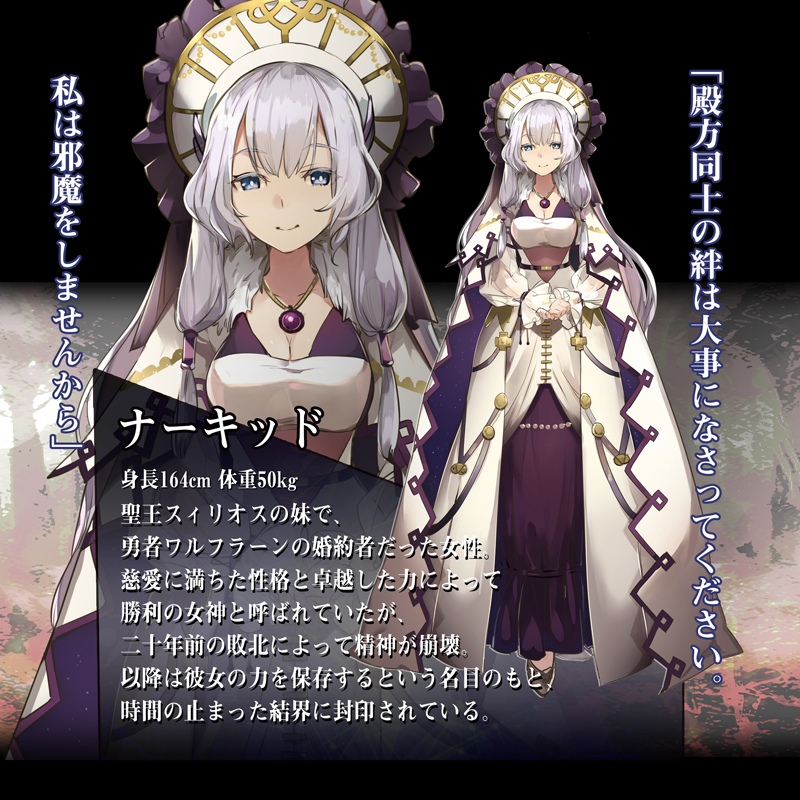 「殿方同士の絆は大事になさってください。
私は邪魔をしませんから」
ナーキッド
身長164cm 体重50kg
聖王スィリオスの妹で、
勇者ワルフラーンの婚約者だった女性。
慈愛に満ちた性格と卓越した力によって
勝利の女神と呼ばれていたが、
二十年前の敗北によって精神が崩壊。
以降は彼女の力を保存するという名目のもと、
時間の止まった結界に封印されている。